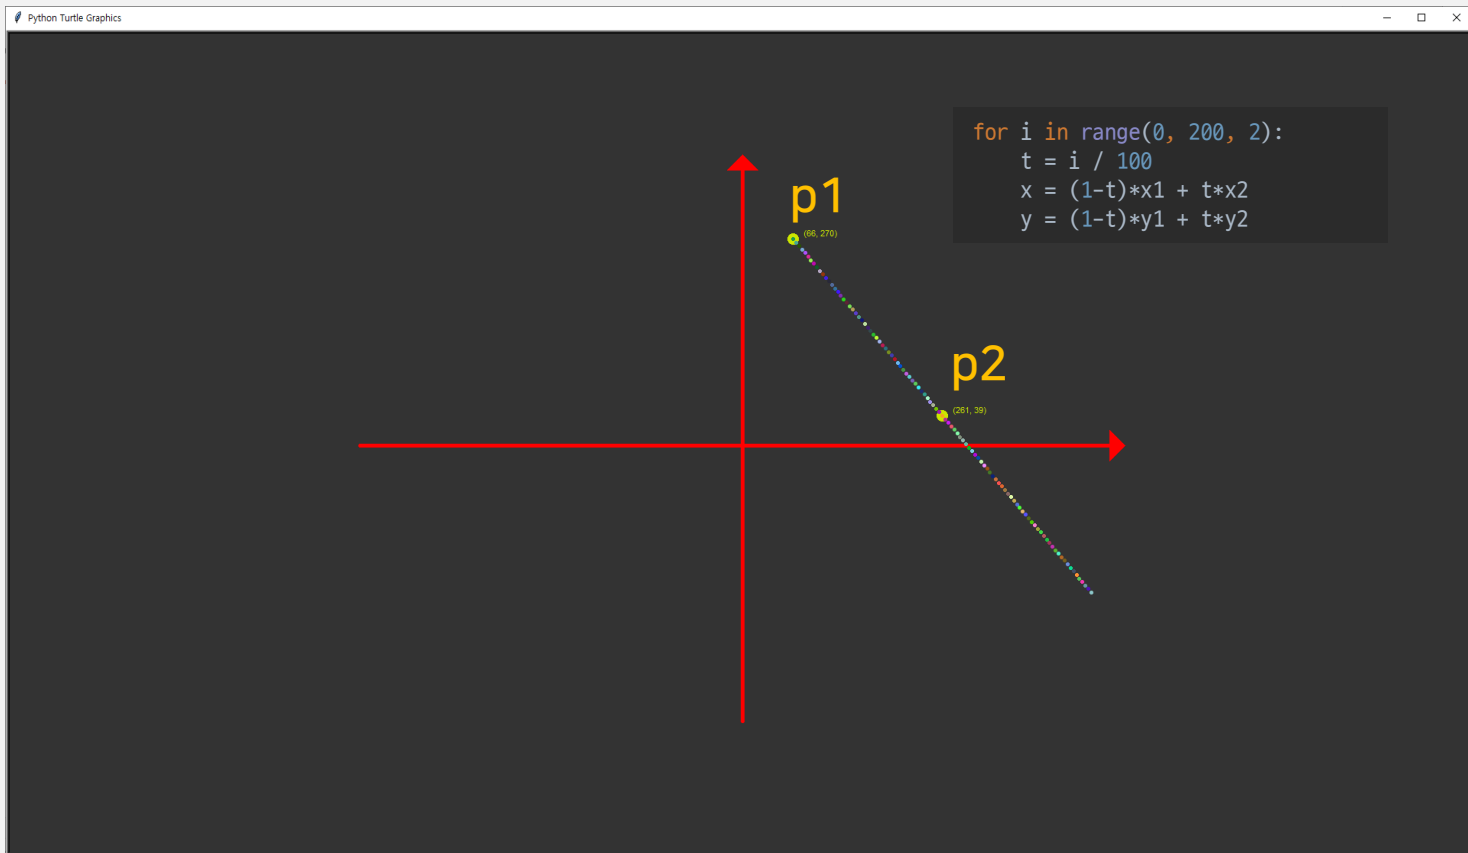 Python Turtle Graphics
for i in range(0, 200, 2):
    t = i / 100
    x = (1-t)*x1 + t*x2
    y = (1-t)*y1 + t*y2
p1
(66, 270)
p2
(261, 39)